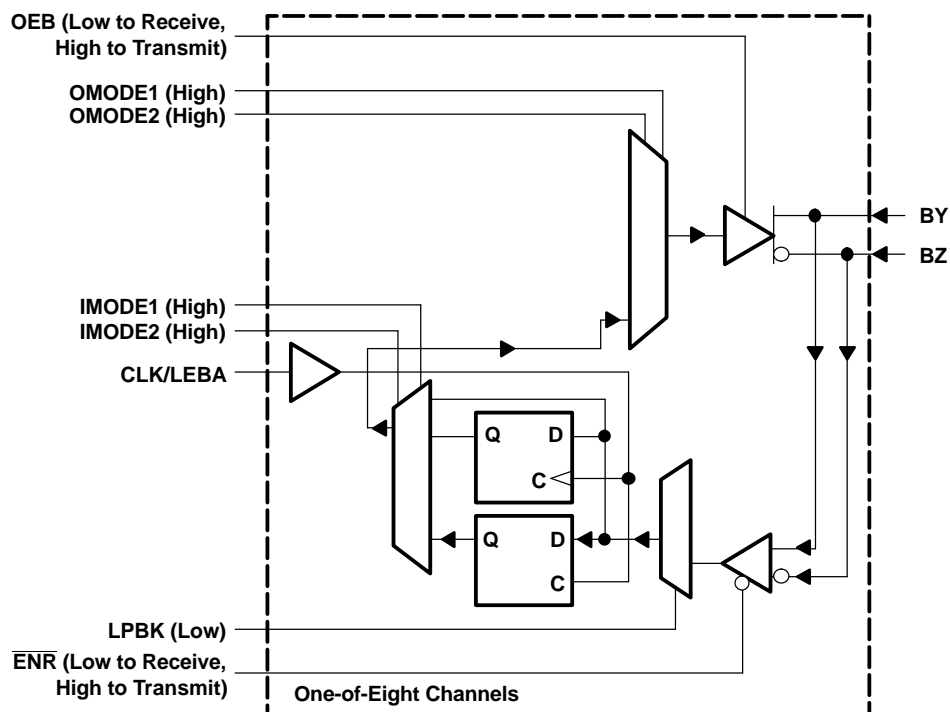 OEB (Low to Receive,
High to Transmit)
OMODE1 (High)
OMODE2 (High)
BY
BZ
IMODE1 (High)
IMODE2 (High)
CLK/LEBA
Q D
C
Q D
C
LPBK (Low)
ENR (Low to Receive,
High to Transmit)
One-of-Eight Channels